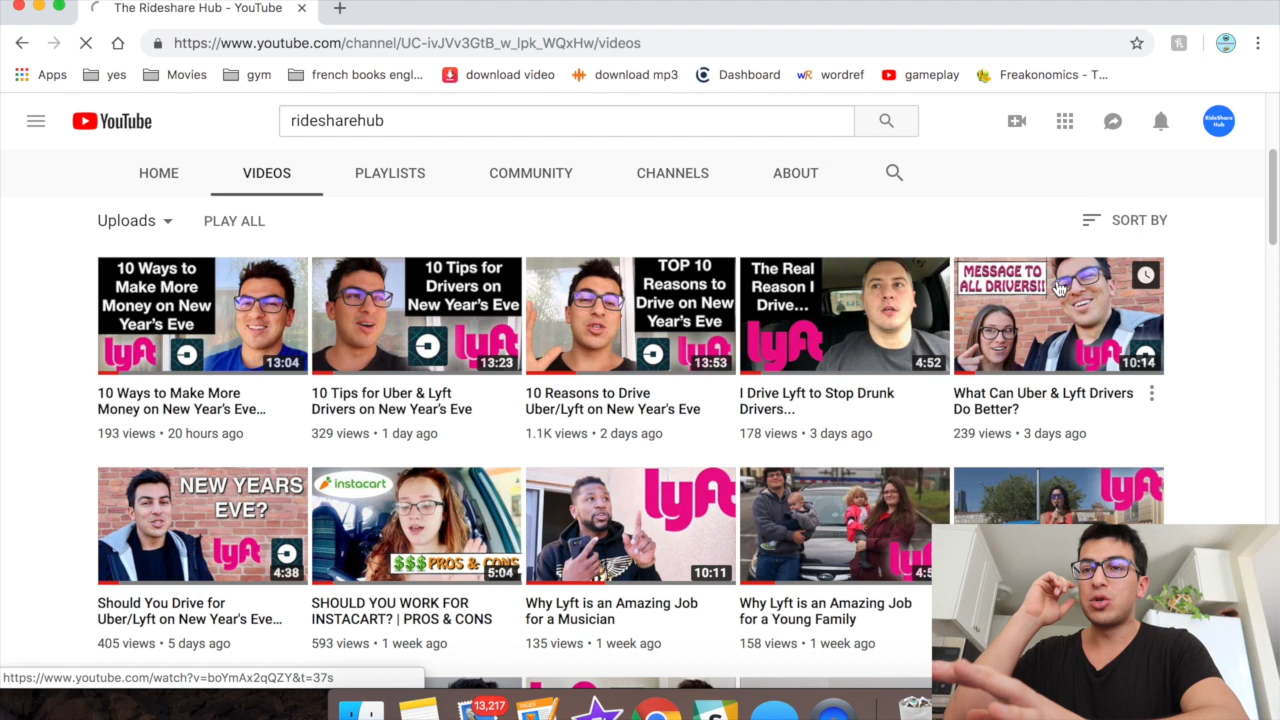 The Rideshare Hub - YouTube
https://www.youtube.com/channel/UC-ivJVv3GtB_w_lpk_WQxHw/videos
Apps yes Movies gym french books engl... download video download mp3 Dashboard wordref gameplay Freakonomics - T...
YouTube
ridesharehub
RideShare
Hub
HOME VIDEOS PLAYLISTS COMMUNITY CHANNELS ABOUT
Uploads PLAY ALL SORT BY
10 Ways to
Make More
Money on New
Year's Eve
lyft
13:04
10 Tips for
Drivers on
New Year's Eve
lyft
13:23
TOP 10
Reasons to
Drive on New
Year's Eve
lyft
13:53
The Real
Reason I
Drive...
lyft
4:52
MESSAGE TO
ALL DRIVERS!!
lyft
10:14
10 Ways to Make More
Money on New Year's Eve...
193 views • 20 hours ago
10 Tips for Uber & Lyft
Drivers on New Year's Eve
329 views • 1 day ago
10 Reasons to Drive
Uber/Lyft on New Year's Eve
1.1K views • 2 days ago
I Drive Lyft to Stop Drunk
Drivers...
178 views • 3 days ago
What Can Uber & Lyft Drivers
Do Better?
239 views • 3 days ago
NEW YEARS
EVE?
lyft
4:38
instacart
$$$PROS & CONS
5:04
lyft
10:11
lyft
lyft
Should You Drive for
Uber/Lyft on New Year's Eve...
405 views • 5 days ago
SHOULD YOU WORK FOR
INSTACART? | PROS & CONS
593 views • 1 week ago
Why Lyft is an Amazing Job
for a Musician
135 views • 1 week ago
Why Lyft is an Amazing Job
for a Young Family
158 views • 1 week ago
https://www.youtube.com/watch?v=boYmAx2qQZY&t=37s
13,217
PAGES